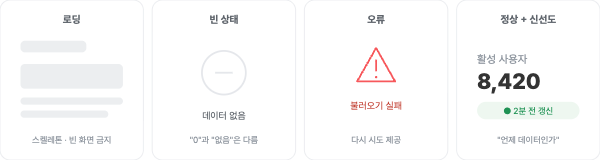 로딩
스켈레톤 · 빈 화면 금지
빈 상태
데이터 없음
"0"과 "없음"은 다름
오류
불러오기 실패
다시 시도 제공
정상 + 신선도
활성 사용자
8,420
2분 전 갱신
"언제 데이터인가"